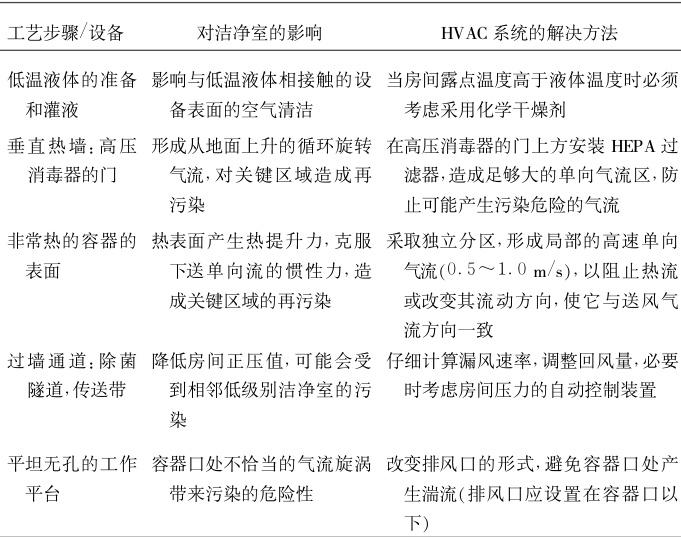 工艺步骤/设备 对洁净室的影响 HVAC 系统的解决方法
低温液体的准备 影响与低温液体相接触的设 当房间露点温度高于液体温度时必须
和灌液 备表面的空气清洁 考虑采用化学干燥剂
垂直热墙:高压 形成从地面上升的循环旋转 在高压消毒器的门上方安装 HEPA 过
消毒器的门 气流,对关键区域造成再 滤器,造成足够大的单向气流区,防
污染 止可能产生污染危险的气流
非常热的容器的 热表面产生热提升力,克服 采取独立分区,形成局部的高速单向
表面 下送单向流的惯性力,造 气流(0.5～1.0 m/s),以阻止热流
成关键区域的再污染 或改变其流动方向,使它与送风气
流方向一致
过墙通道:除菌 降低房间正压值,可能会受 仔细计算漏风速率,调整回风量,必要
隧道,传送带 到相邻低级别洁净室的污 时考虑房间压力的自动控制装置
染
平坦无孔的工作 容器口处不恰当的气流旋涡 改变排风口的形式,避免容器口处产
平台 带来污染的危险性 生湍流(排风口应设置在容器口以
下)